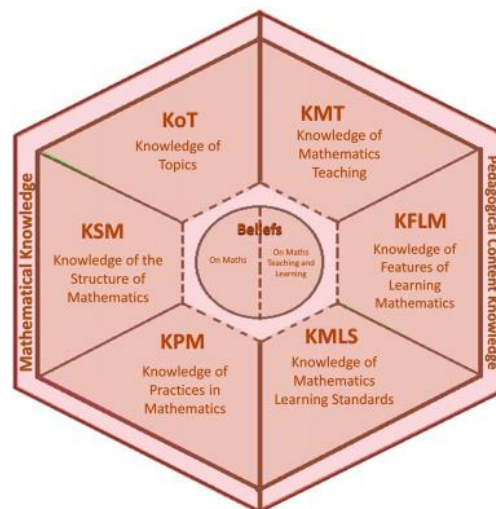 Mathematical Knowledge
KoT
Knowledge of
Topics
KMT
Knowledge of
Mathematics
Teaching
KSM
Knowledge of the
Structure of
Mathematics
Beliefs
On Maths
On Maths
Teaching and
Learning
KFLM
Knowledge of
Features of
Learning
Mathematics
KPM
Knowledge of
Practices in
Mathematics
KMLS
Knowledge of
Mathematics
Learning Standards
Pedagogical Content Knowledge